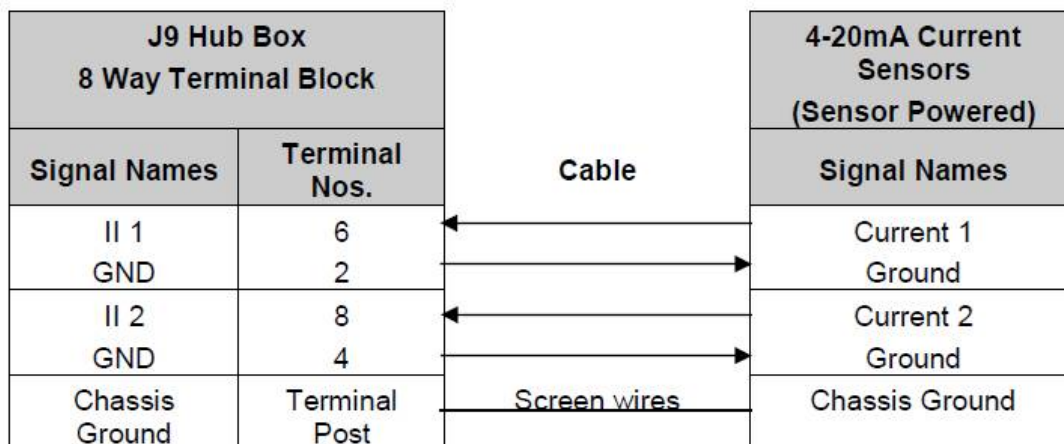 J9 Hub Box
8 Way Terminal Block
4-20mA Current
Sensors
(Sensor Powered)
Signal Names Terminal Nos. Cable Signal Names
II 1 6 Current 1
GND 2 Ground
II 2 8 Current 2
GND 4 Ground
Chassis Ground Terminal Post Screen wires Chassis Ground